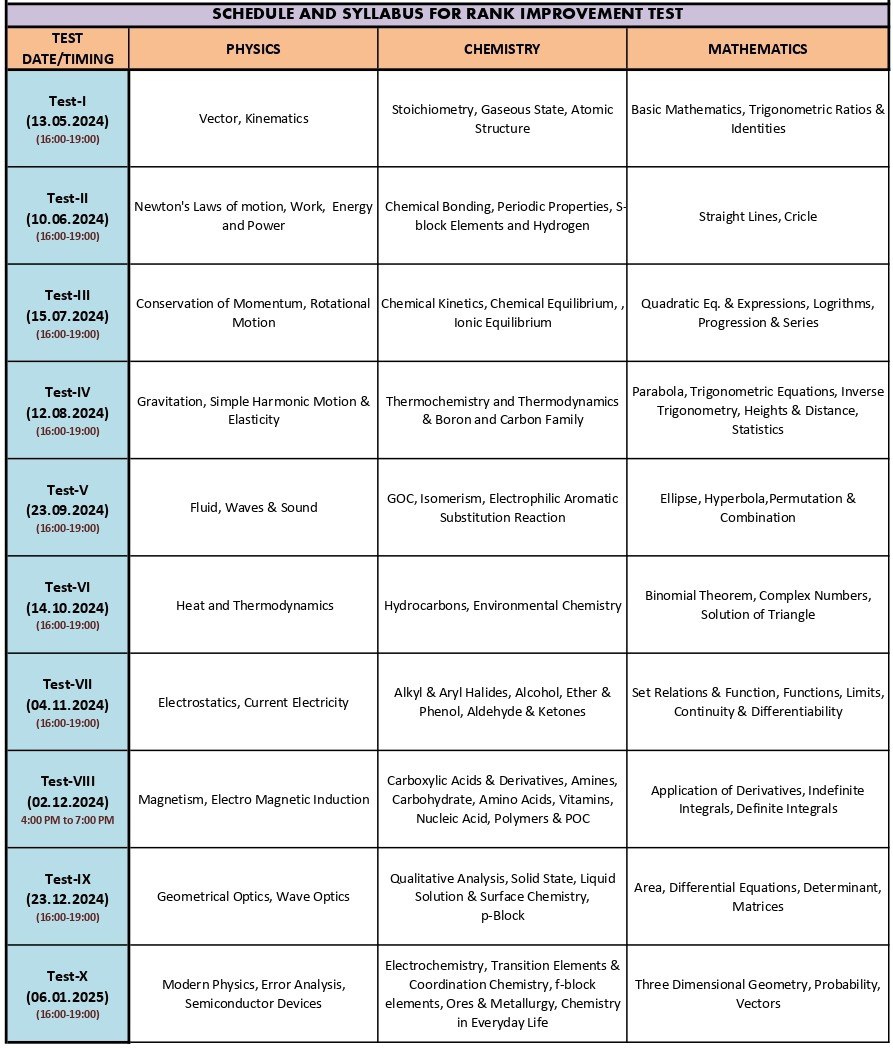 SCHEDULE AND SYLLABUS FOR RANK IMPROVEMENT TEST
TEST
DATE/TIMING
PHYSICS
CHEMISTRY
MATHEMATICS
Test-I
(13.05.2024)
(16:00-19:00)
Vector, Kinematics
Stoichiometry, Gaseous State, Atomic
Structure
Basic Mathematics, Trigonometric Ratios &
Identities
Test-II
(10.06.2024)
(16:00-19:00)
Newton's Laws of motion, Work, Energy
and Power
Chemical Bonding, Periodic Properties, S-
block Elements and Hydrogen
Straight Lines, Cricle
Test-III
(15.07.2024)
(16:00-19:00)
Conservation of Momentum, Rotational
Motion
Chemical Kinetics, Chemical Equilibrium, ,
Ionic Equilibrium
Quadratic Eq. & Expressions, Logrithms,
Progression & Series
Test-IV
(12.08.2024)
(16:00-19:00)
Gravitation, Simple Harmonic Motion &
Elasticity
Thermochemistry and Thermodynamics
& Boron and Carbon Family
Parabola, Trigonometric Equations, Inverse
Trigonometry, Heights & Distance,
Statistics
Test-V
(23.09.2024)
(16:00-19:00)
Fluid, Waves & Sound
GOC, Isomerism, Electrophilic Aromatic
Substitution Reaction
Ellipse, Hyperbola,Permutation &
Combination
Test-VI
(14.10.2024)
(16:00-19:00)
Heat and Thermodynamics
Hydrocarbons, Environmental Chemistry
Binomial Theorem, Complex Numbers,
Solution of Triangle
Test-VII
(04.11.2024)
(16:00-19:00)
Electrostatics, Current Electricity
Alkyl & Aryl Halides, Alcohol, Ether &
Phenol, Aldehyde & Ketones
Set Relations & Function, Functions, Limits,
Continuity & Differentiability
Test-VIII
(02.12.2024)
4:00 PM to 7:00 PM
Magnetism, Electro Magnetic Induction
Carboxylic Acids & Derivatives, Amines,
Carbohydrate, Amino Acids, Vitamins,
Nucleic Acid, Polymers & POC
Application of Derivatives, Indefinite
Integrals, Definite Integrals
Test-IX
(23.12.2024)
(16:00-19:00)
Geometrical Optics, Wave Optics
Qualitative Analysis, Solid State, Liquid
Solution & Surface Chemistry,
p-Block
Area, Differential Equations, Determinant,
Matrices
Test-X
(06.01.2025)
(16:00-19:00)
Modern Physics, Error Analysis,
Semiconductor Devices
Electrochemistry, Transition Elements &
Coordination Chemistry, f-block
elements, Ores & Metallurgy, Chemistry
in Everyday Life
Three Dimensional Geometry, Probability,
Vectors